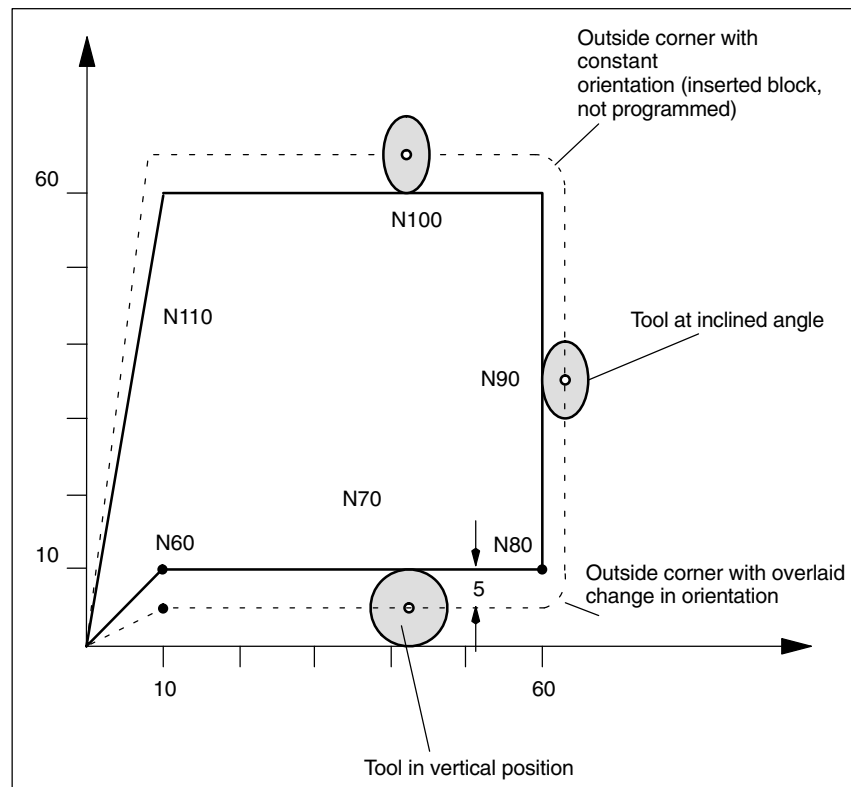 Outside corner with
constant
orientation (inserted block,
not programmed)
60
N100
N110
Tool at inclined angle
N90
N70
N60
N80
10
5
Outside corner with overlaid
change in orientation
10
60
Tool in vertical position